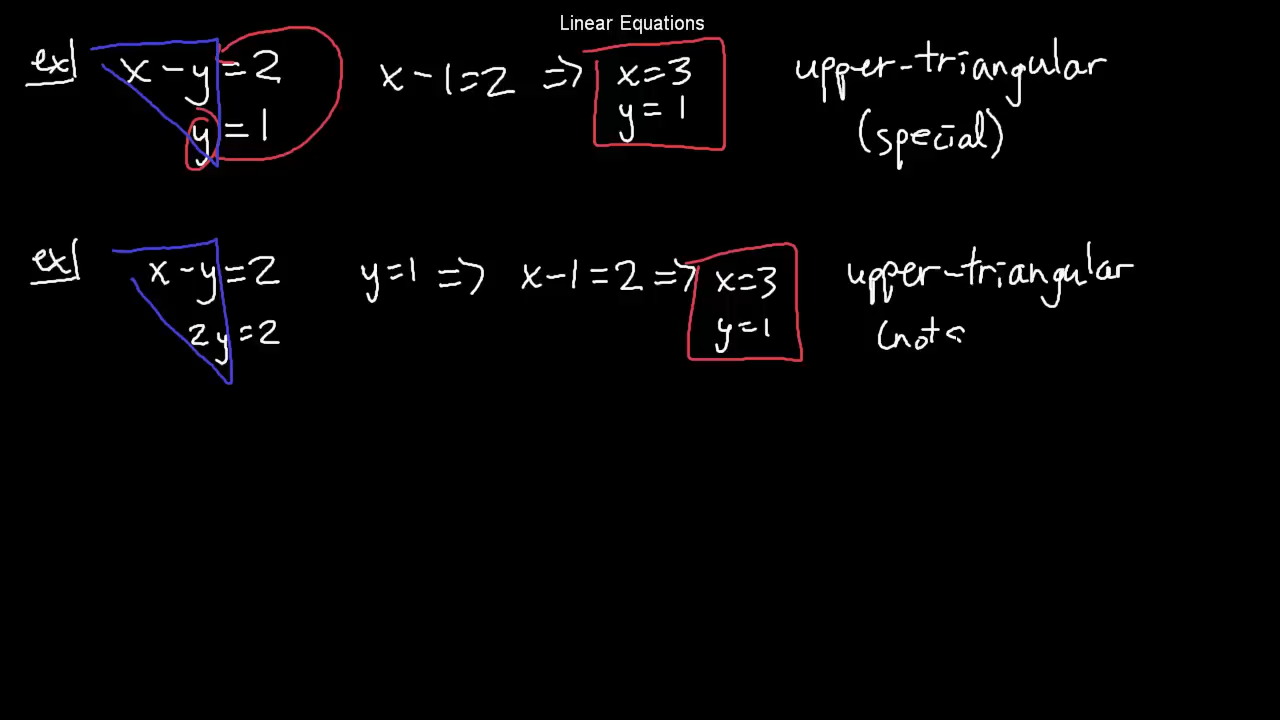 Linear Equations
ex| x - y = 2 x - 1 = 2 => x = 3 upper-triangular
y = 1 y = 1 (special)
ex| x - y = 2 y = 1 => x - 1 = 2 => x = 3 upper-triangular
2y = 2 y = 1 (not s